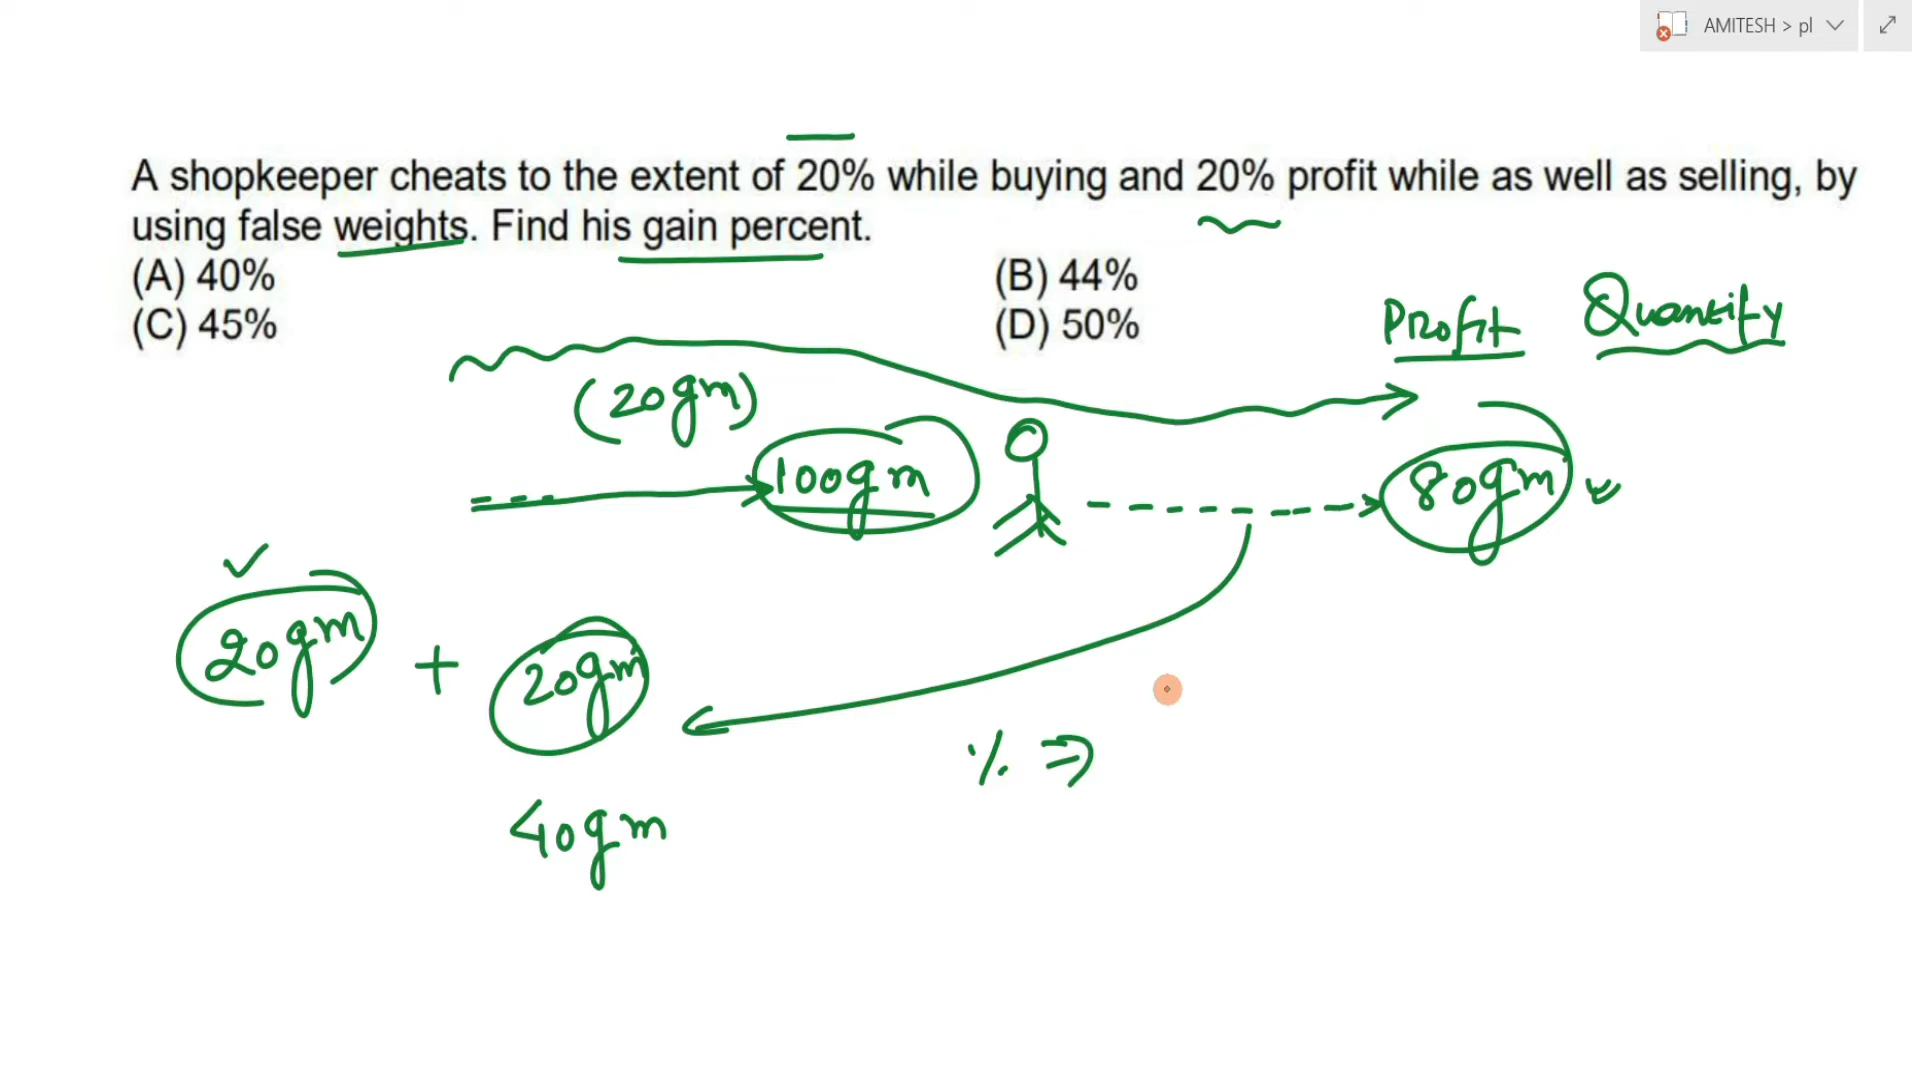 AMITESH > pl
A shopkeeper cheats to the extent of 20% while buying and 20% profit while as well as selling, by
using false weights. Find his gain percent.
(A) 40% (B) 44%
(C) 45% (D) 50%
Profit Quantity
(20gm)
100gm 80gm
20gm + 20gm
% ⇒
40gm